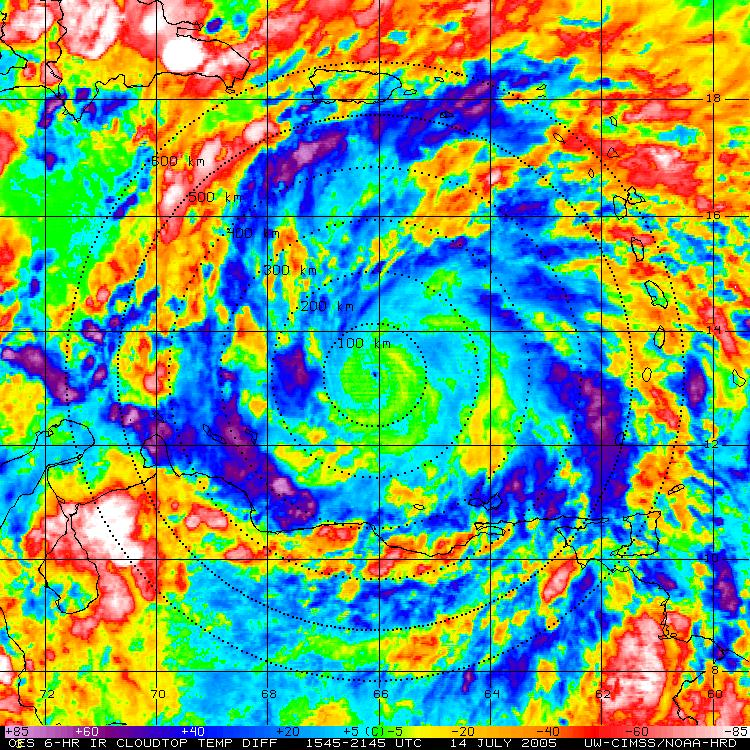 18
600 km
500 km
400 km
16
300 km
200 km
14
100 km
12
8
72 70 68 66 64 62 60
+85 +60 +40 +20 +5 (C) -5 -20 -40 -60 -85
OES 6-HR IR CLOUDTOP TEMP DIFF 1545-2145 UTC 14 JULY 2005 UW-CIMSS/NOAA-HRD